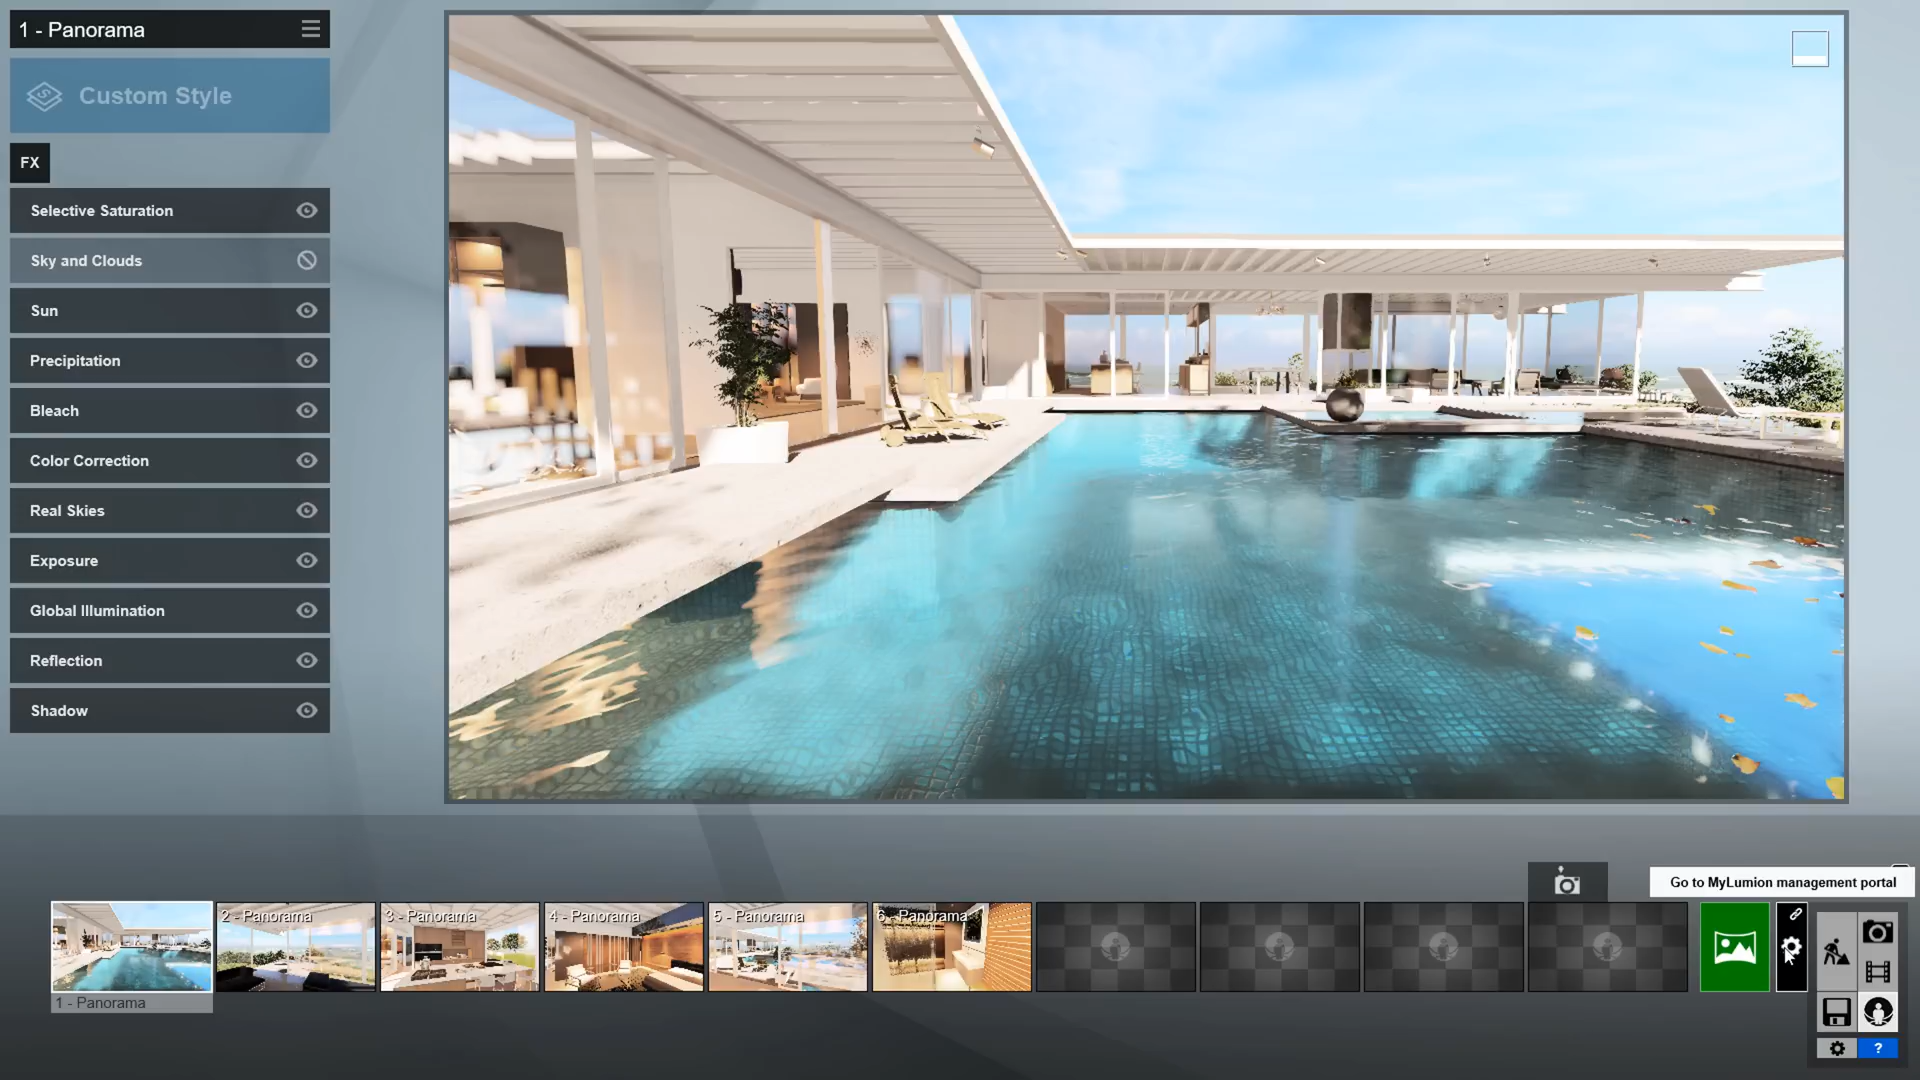 1 - Panorama
Custom Style
FX
Selective Saturation
Sky and Clouds
Sun
Precipitation
Bleach
Color Correction
Real Skies
Exposure
Global Illumination
Reflection
Shadow
Go to MyLumion management portal
2 - Panorama
3 - Panorama
4 - Panorama
5 - Panorama
6 - Panorama
1 - Panorama
?